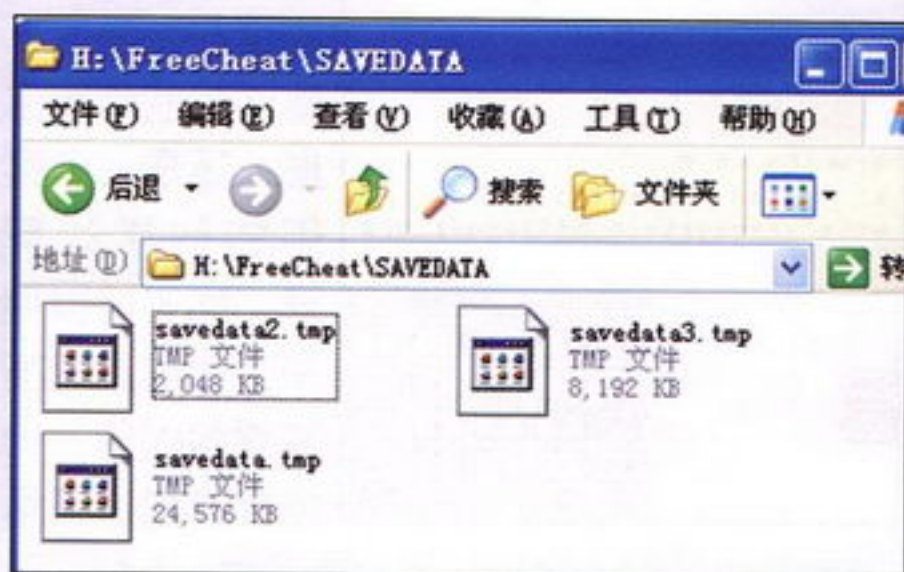 H:\FreeCheat\SAVEDATA
文件(F) 编辑(E) 查看(V) 收藏(A) 工具(T) 帮助(H)
后退 搜索 文件夹
地址(D) H:\FreeCheat\SAVEDATA 转
savedata2.tmp
TMP 文件
2,048 KB
savedata3.tmp
TMP 文件
8,192 KB
savedata.tmp
TMP 文件
24,576 KB